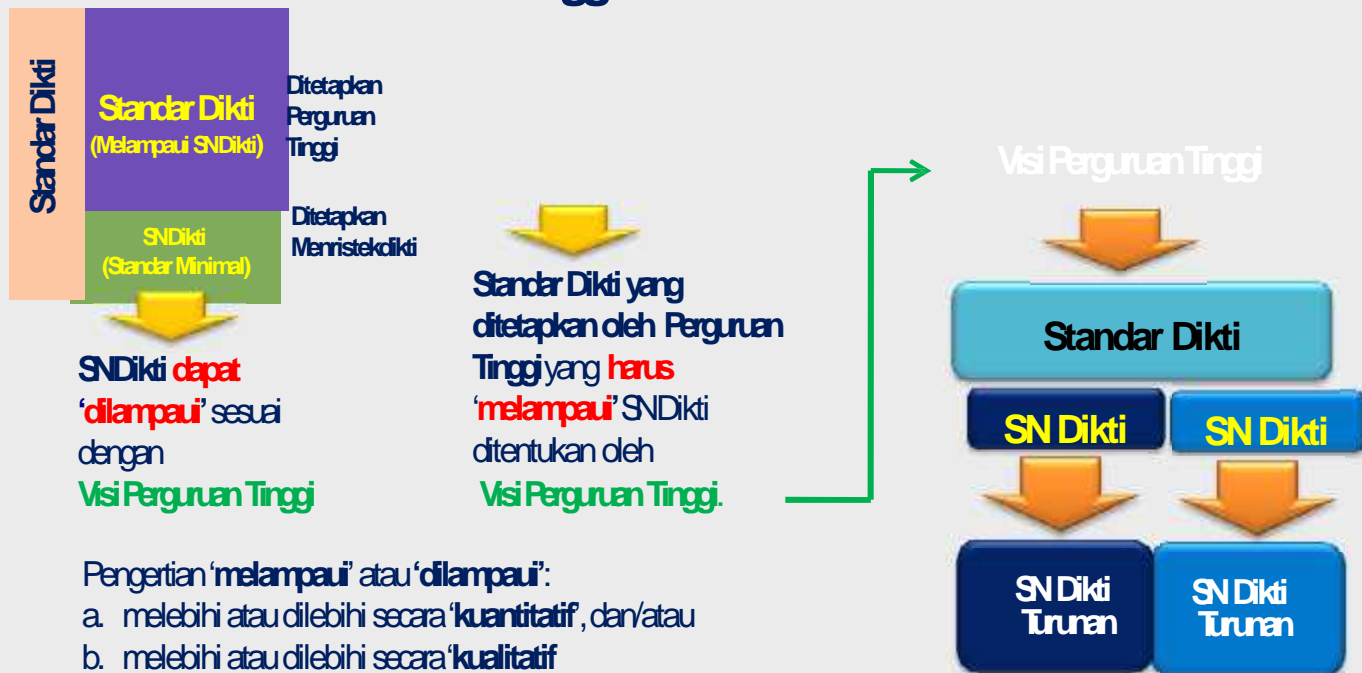 Standar Dikti
Standar Dikti
(Melampaui SNDikti)
Ditetapkan
Perguruan
Tinggi
SNDikti
(Standar Minimal)
Ditetapkan
Menristekdikti
SNDikti dapat
‘dilampaui’ sesuai
dengan
Visi Perguruan Tinggi
Standar Dikti yang
ditetapkan oleh Perguruan
Tinggi yang harus
‘melampaui’ SNDikti
ditentukan oleh
Visi Perguruan Tinggi.
Pengertian ‘melampaui’ atau ‘dilampaui’:
a. melebihi atau dilebihi secara ‘kuantitatif’, dan/atau
b. melebihi atau dilebihi secara ‘kualitatif
Visi Perguruan Tinggi
Standar Dikti
SN Dikti
SN Dikti
SN Dikti
Turunan
SN Dikti
Turunan